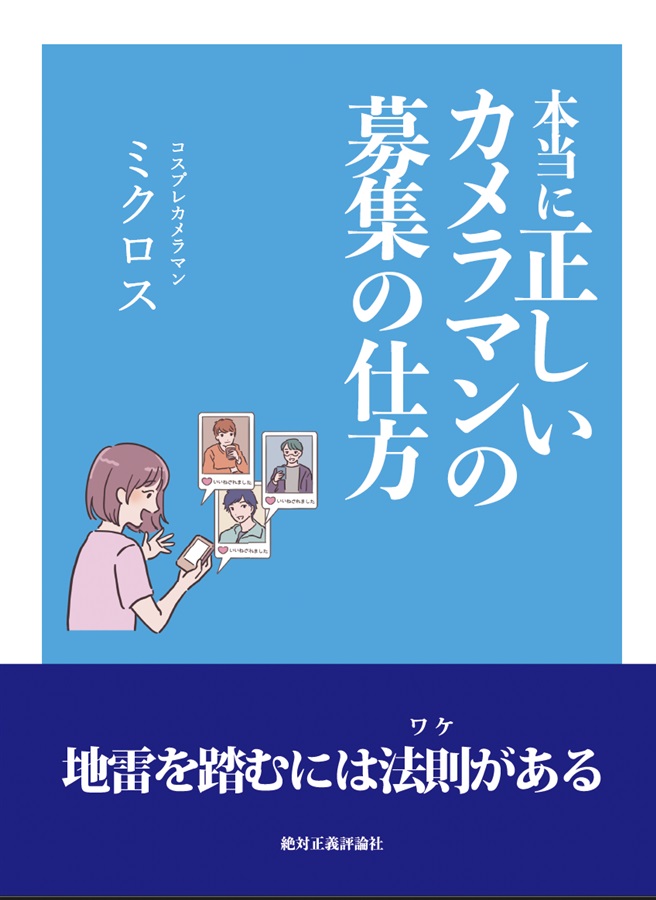 本当に正しい
カメラマンの
募集の仕方
コスプレカメラマン
ミクロス
いいねされました
いいねされました
いいねされました
ワケ
地雷を踏むには法則がある
絶対正義評論社